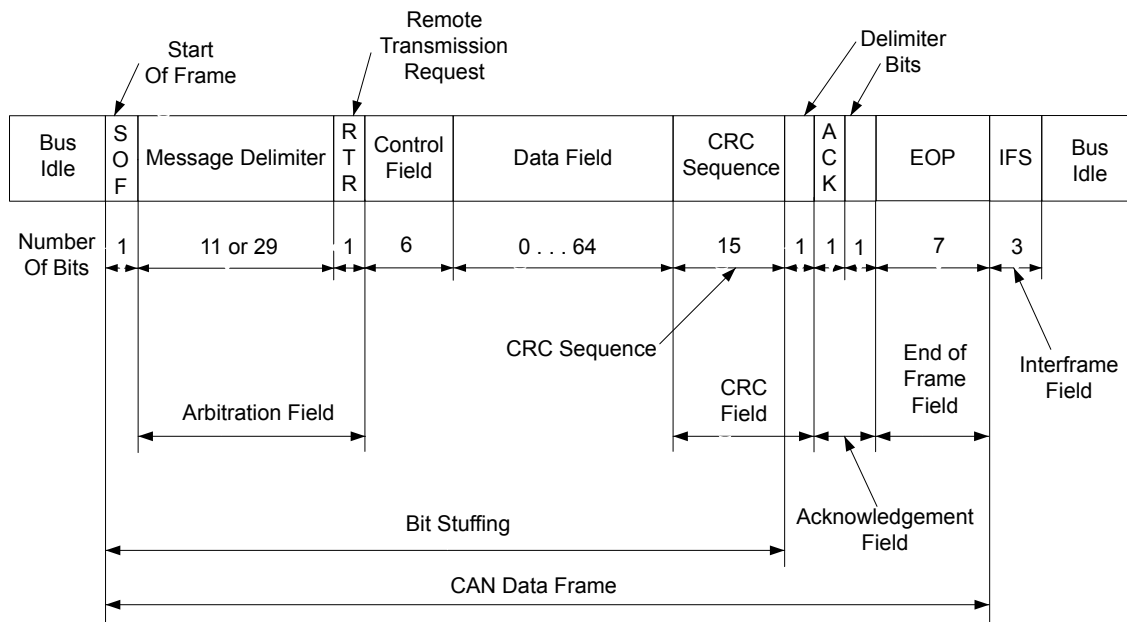 Start
Of Frame
Remote
Transmission
Request
Delimiter
Bits
Bus
Idle
S
O
F
Message Delimiter
R
T
R
Control
Field
Data Field
CRC
Sequence
A
C
K
EOP
IFS
Bus
Idle
Number
Of Bits
1
11 or 29
1
6
0 . . . 64
15
1
1
1
7
3
CRC Sequence
Arbitration Field
CRC
Field
End of
Frame
Field
Interframe
Field
Bit Stuffing
Acknowledgement
Field
CAN Data Frame